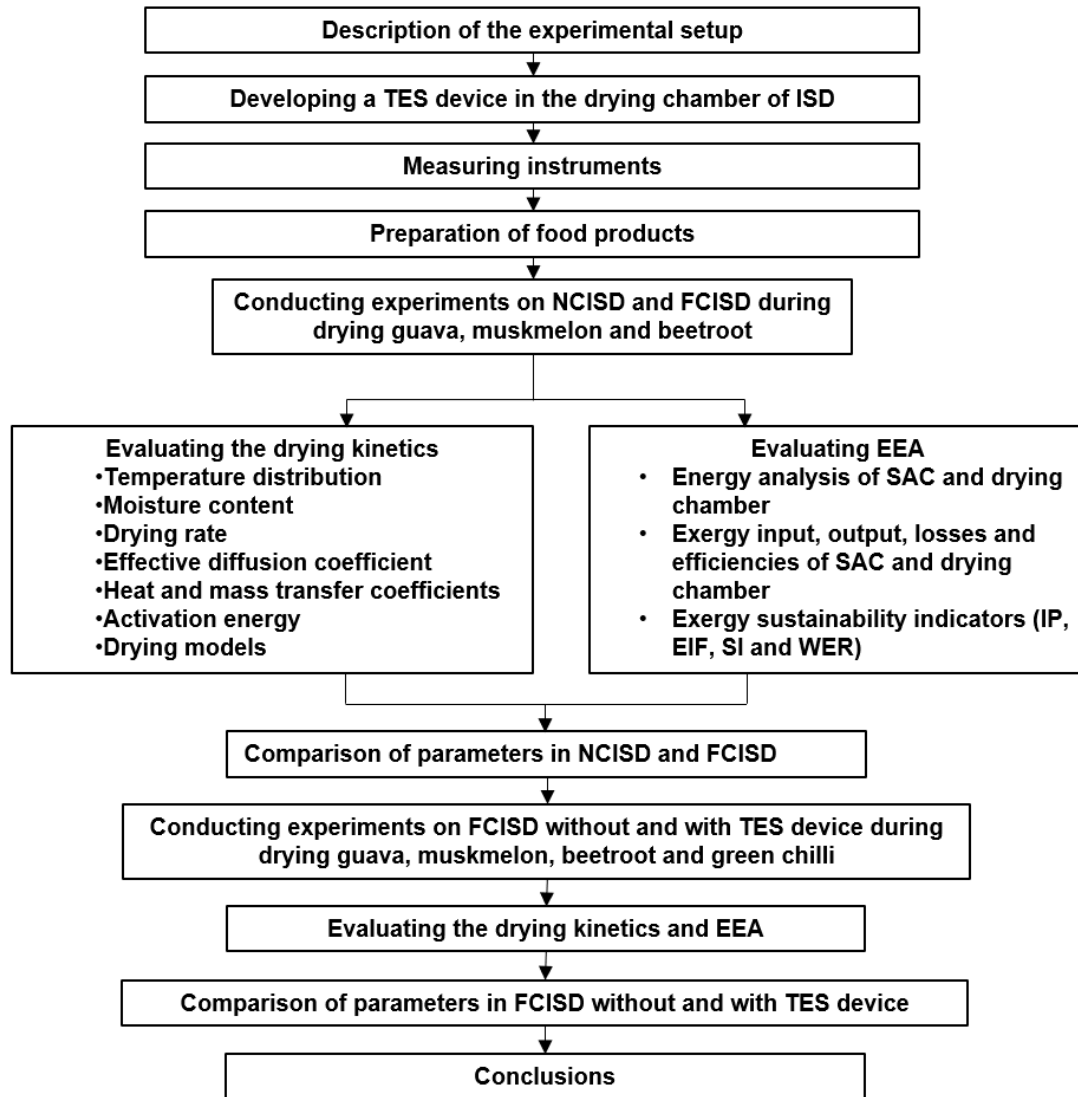 Description of the experimental setup
Developing a TES device in the drying chamber of ISD
Measuring instruments
Preparation of food products
Conducting experiments on NCISD and FCISD during
drying guava, muskmelon and beetroot
Evaluating the drying kinetics
•Temperature distribution
•Moisture content
•Drying rate
•Effective diffusion coefficient
•Heat and mass transfer coefficients
•Activation energy
•Drying models
Evaluating EEA
• Energy analysis of SAC and drying
chamber
• Exergy input, output, losses and
efficiencies of SAC and drying
chamber
• Exergy sustainability indicators (IP,
EIF, SI and WER)
Comparison of parameters in NCISD and FCISD
Conducting experiments on FCISD without and with TES device during
drying guava, muskmelon, beetroot and green chilli
Evaluating the drying kinetics and EEA
Comparison of parameters in FCISD without and with TES device
Conclusions